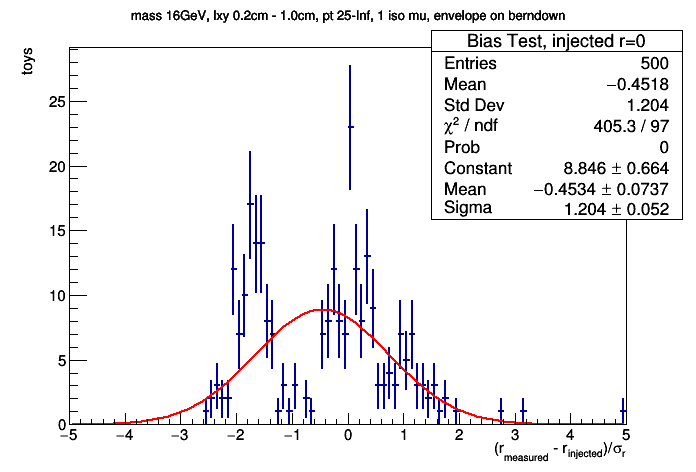 mass 16GeV, lxy 0.2cm - 1.0cm, pt 25-Inf, 1 iso mu, envelope on berndown
toys
Bias Test, injected r=0
Entries 500
Mean −0.4518
Std Dev 1.204
χ² / ndf 405.3 / 97
Prob 0
Constant 8.846 ± 0.664
Mean −0.4534 ± 0.0737
Sigma 1.204 ± 0.052
25
20
15
10
5
0
−5 −4 −3 −2 −1 0 1 2 3 4 5
(r_measured - r_injected)/σ_r